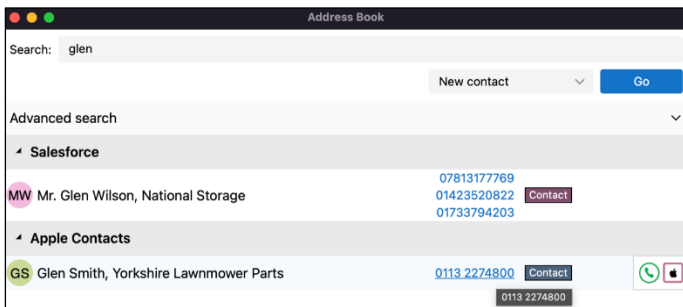 Address Book
Search: glen
New contact Go
Advanced search
Salesforce
07813177769
MW Mr. Glen Wilson, National Storage 01423520822 Contact
01733794203
Apple Contacts
GS Glen Smith, Yorkshire Lawnmower Parts 0113 2274800 Contact
0113 2274800